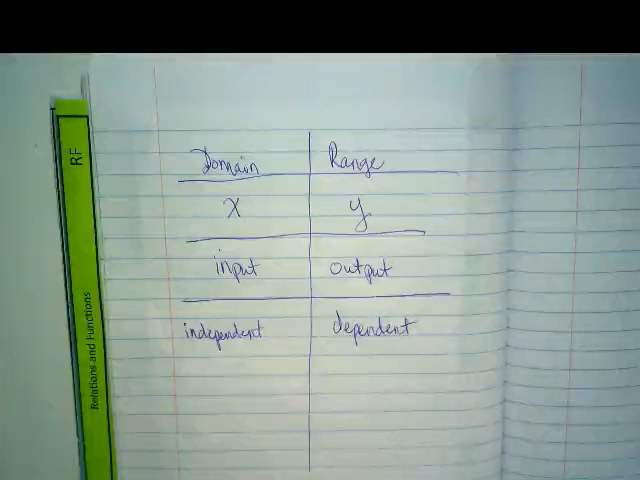 RF
Relations and Functions
Domain Range
x y
input output
independent dependent